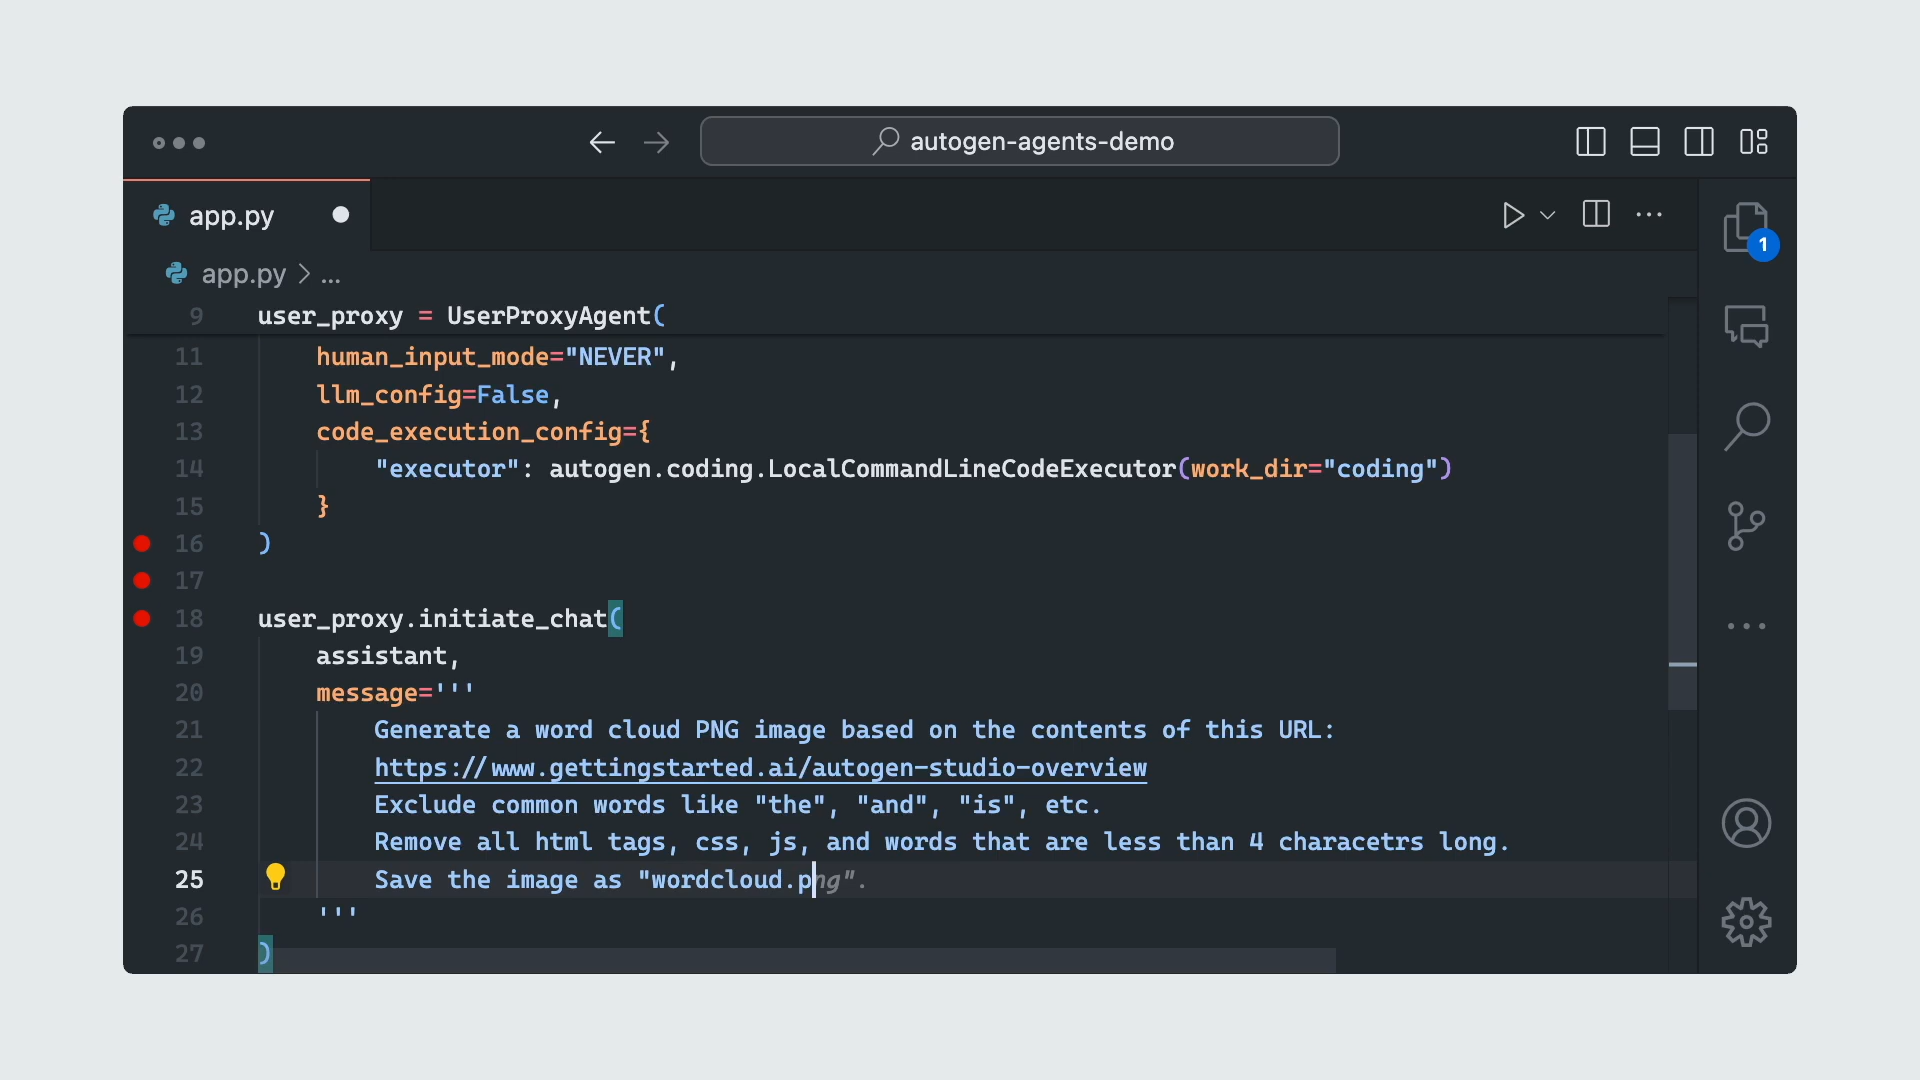 autogen-agents-demo
app.py
1
app.py > ...
9 user_proxy = UserProxyAgent(
11 human_input_mode="NEVER",
12 llm_config=False,
13 code_execution_config={
14 "executor": autogen.coding.LocalCommandLineCodeExecutor(work_dir="coding")
15 }
16 )
17
18 user_proxy.initiate_chat(
19 assistant,
20 message='''
21 Generate a word cloud PNG image based on the contents of this URL:
22 https://www.gettingstarted.ai/autogen-studio-overview
23 Exclude common words like "the", "and", "is", etc.
24 Remove all html tags, css, js, and words that are less than 4 characetrs long.
25 Save the image as "wordcloud.png".
26 '''
27 )